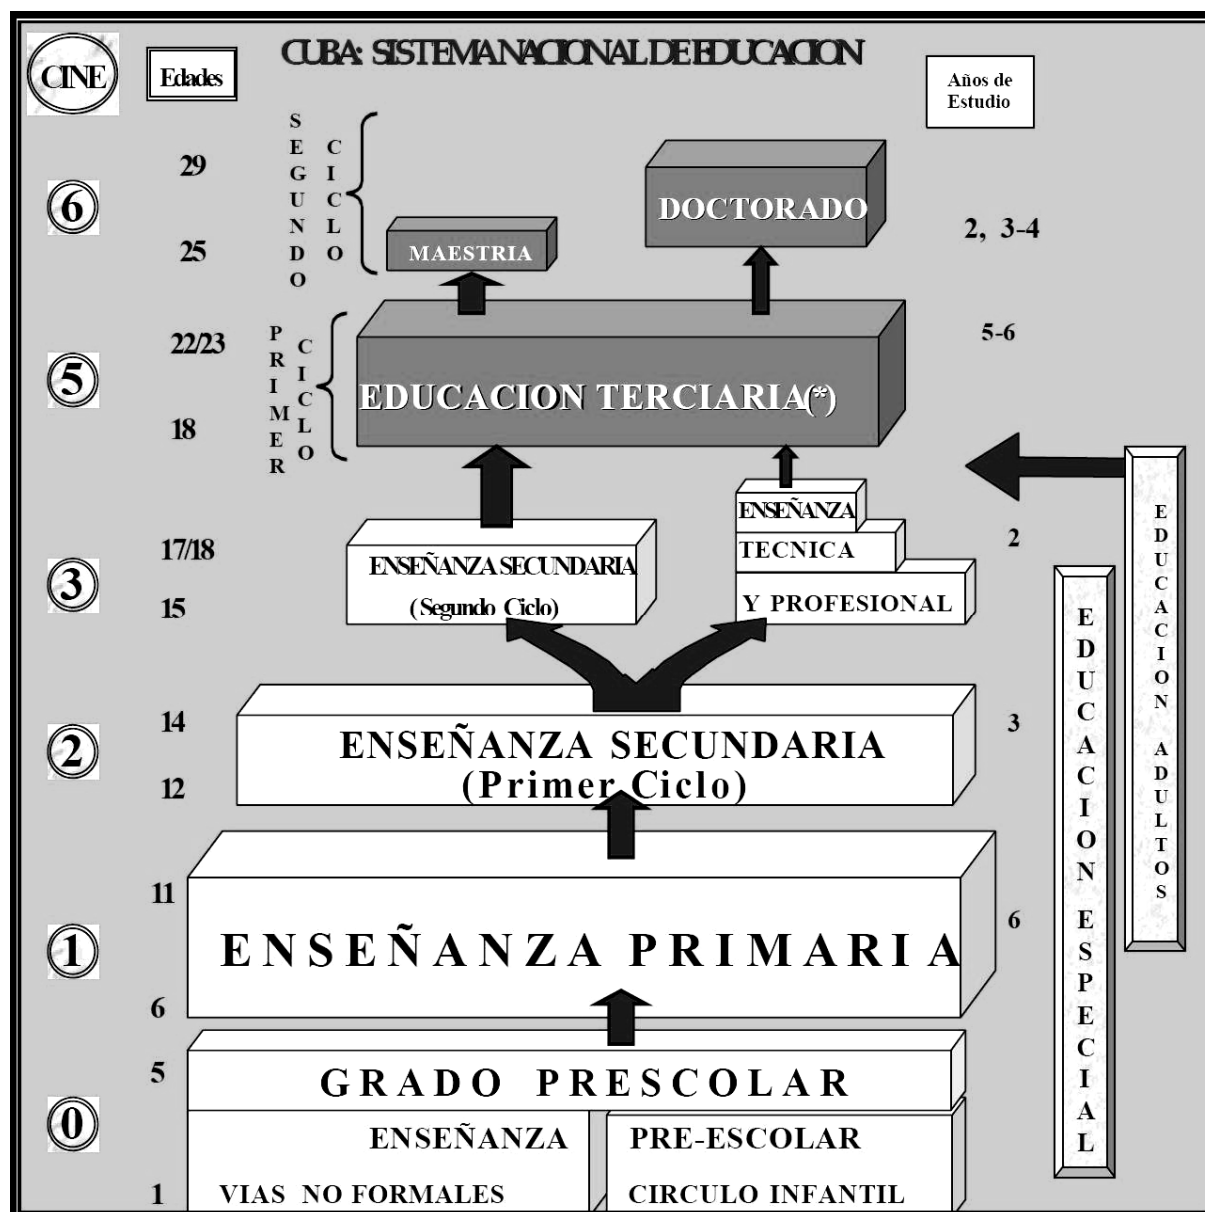 CUBA: SISTEMA NACIONAL DE EDUCACION
CINE
Edades
Años de
Estudio
SEGUNDO
CICLO
29
6
DOCTORADO
2, 3-4
25
MAESTRIA
PRIMER
CICLO
22/23
5-6
5
EDUCACION TERCIARIA(*)
18
17/18
3
15
ENSEÑANZA SECUNDARIA
(Segundo Ciclo)
ENSEÑANZA
TECNICA
Y PROFESIONAL
2
EDUCACION ADULTOS
EDUCACION ESPECIAL
14
2
12
ENSEÑANZA SECUNDARIA
(Primer Ciclo)
3
11
1
6
ENSEÑANZA PRIMARIA
6
5
GRADO PRESCOLAR
0
ENSEÑANZA PRE-ESCOLAR
1
VIAS NO FORMALES
CIRCULO INFANTIL